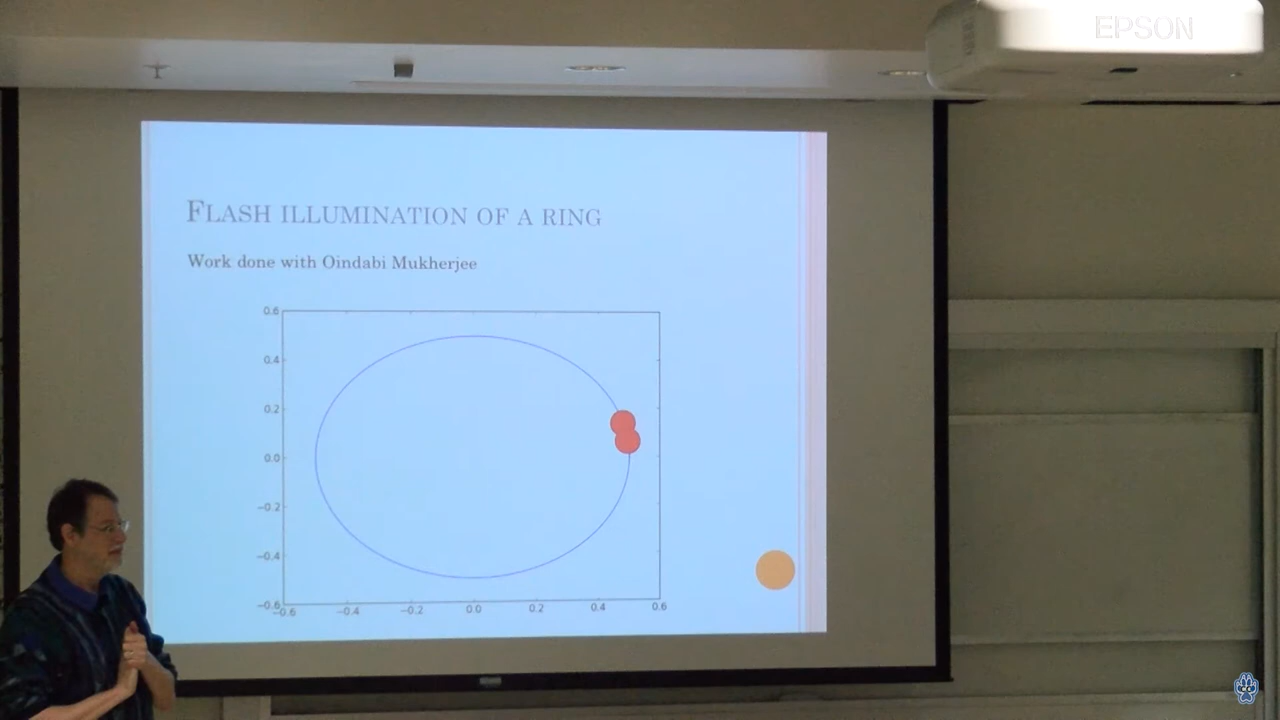 EPSON
FLASH ILLUMINATION OF A RING
Work done with Oindabi Mukherjee
0.6
0.4
0.2
0.0
−0.2
−0.4
−0.6
−0.6 −0.4 −0.2 0.0 0.2 0.4 0.6